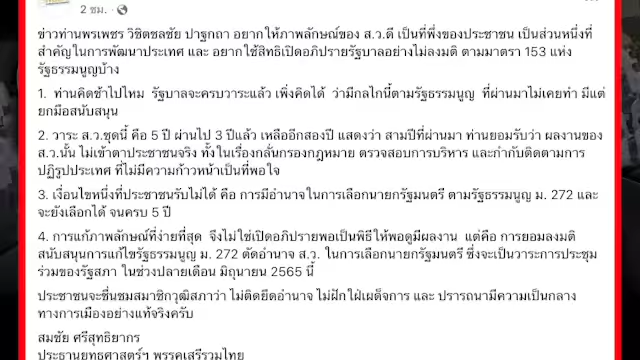 2 ชม. ·
ข่าวท่านพรเพชร วิชิตชลชัย ปาฐกถา อยากให้ภาพลักษณ์ของ ส.ว.ดี เป็นที่พึ่งของประชาชน เป็นส่วนหนึ่งที่
สำคัญในการพัฒนาประเทศ และ อยากใช้สิทธิเปิดอภิปรายรัฐบาลอย่างไม่ลงมติ ตามมาตรา 153 แห่ง
รัฐธรรมนูญบ้าง
1. ท่านคิดช้าไปไหม รัฐบาลจะครบวาระแล้ว เพิ่งคิดได้ ว่ามีกลไกนี้ตามรัฐธรรมนูญ ที่ผ่านมาไม่เคยทำ มีแต่
ยกมือสนับสนุน
2. วาระ ส.ว.ชุดนี้ คือ 5 ปี ผ่านไป 3 ปีแล้ว เหลืออีกสองปี แสดงว่า สามปีที่ผ่านมา ท่านยอมรับว่า ผลงานของ
ส.ว.นั้น ไม่เข้าตาประชาชนจริง ทั้งในเรื่องกลั่นกรองกฎหมาย ตรวจสอบการบริหาร และกำกับติดตามการ
ปฏิรูปประเทศ ที่ไม่มีความก้าวหน้าเป็นที่พอใจ
3. เงื่อนไขหนึ่งที่ประชาชนรับไม่ได้ คือ การมีอำนาจในการเลือกนายกรัฐมนตรี ตามรัฐธรรมนูญ ม. 272 และ
จะยังเลือกได้ จนครบ 5 ปี
4. การแก้ภาพลักษณ์ที่ง่ายที่สุด จึงไม่ใช่เปิดอภิปรายพอเป็นพิธีให้พอดูมีผลงาน แต่คือ การยอมลงมติ
สนับสนุนการแก้ไขรัฐธรรมนูญ ม. 272 ตัดอำนาจ ส.ว. ในการเลือกนายกรัฐมนตรี ซึ่งจะเป็นวาระการประชุม
ร่วมของรัฐสภา ในช่วงปลายเดือน มิถุนายน 2565 นี้
ประชาชนจะชื่นชมสมาชิกวุฒิสภาว่า ไม่ติดยึดอำนาจ ไม่ฝักใฝ่เผด็จการ และ ปรารถนามีความเป็นกลาง
ทางการเมืองอย่างแท้จริงครับ
สมชัย ศรีสุทธิยากร
ประธานยุทธศาสตร์ฯ พรรคเสรีรวมไทย